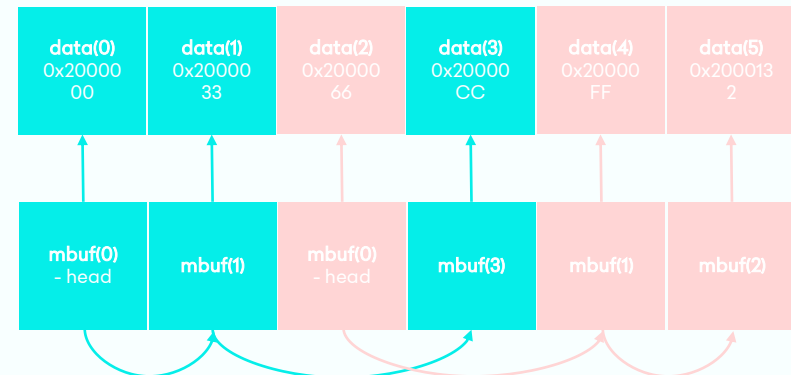 data(0)
0x20000
00
data(1)
0x20000
33
data(2)
0x20000
66
data(3)
0x20000
CC
data(4)
0x20000
FF
data(5)
0x200013
2
mbuf(0)
- head
mbuf(1)
mbuf(0)
- head
mbuf(3)
mbuf(1)
mbuf(2)